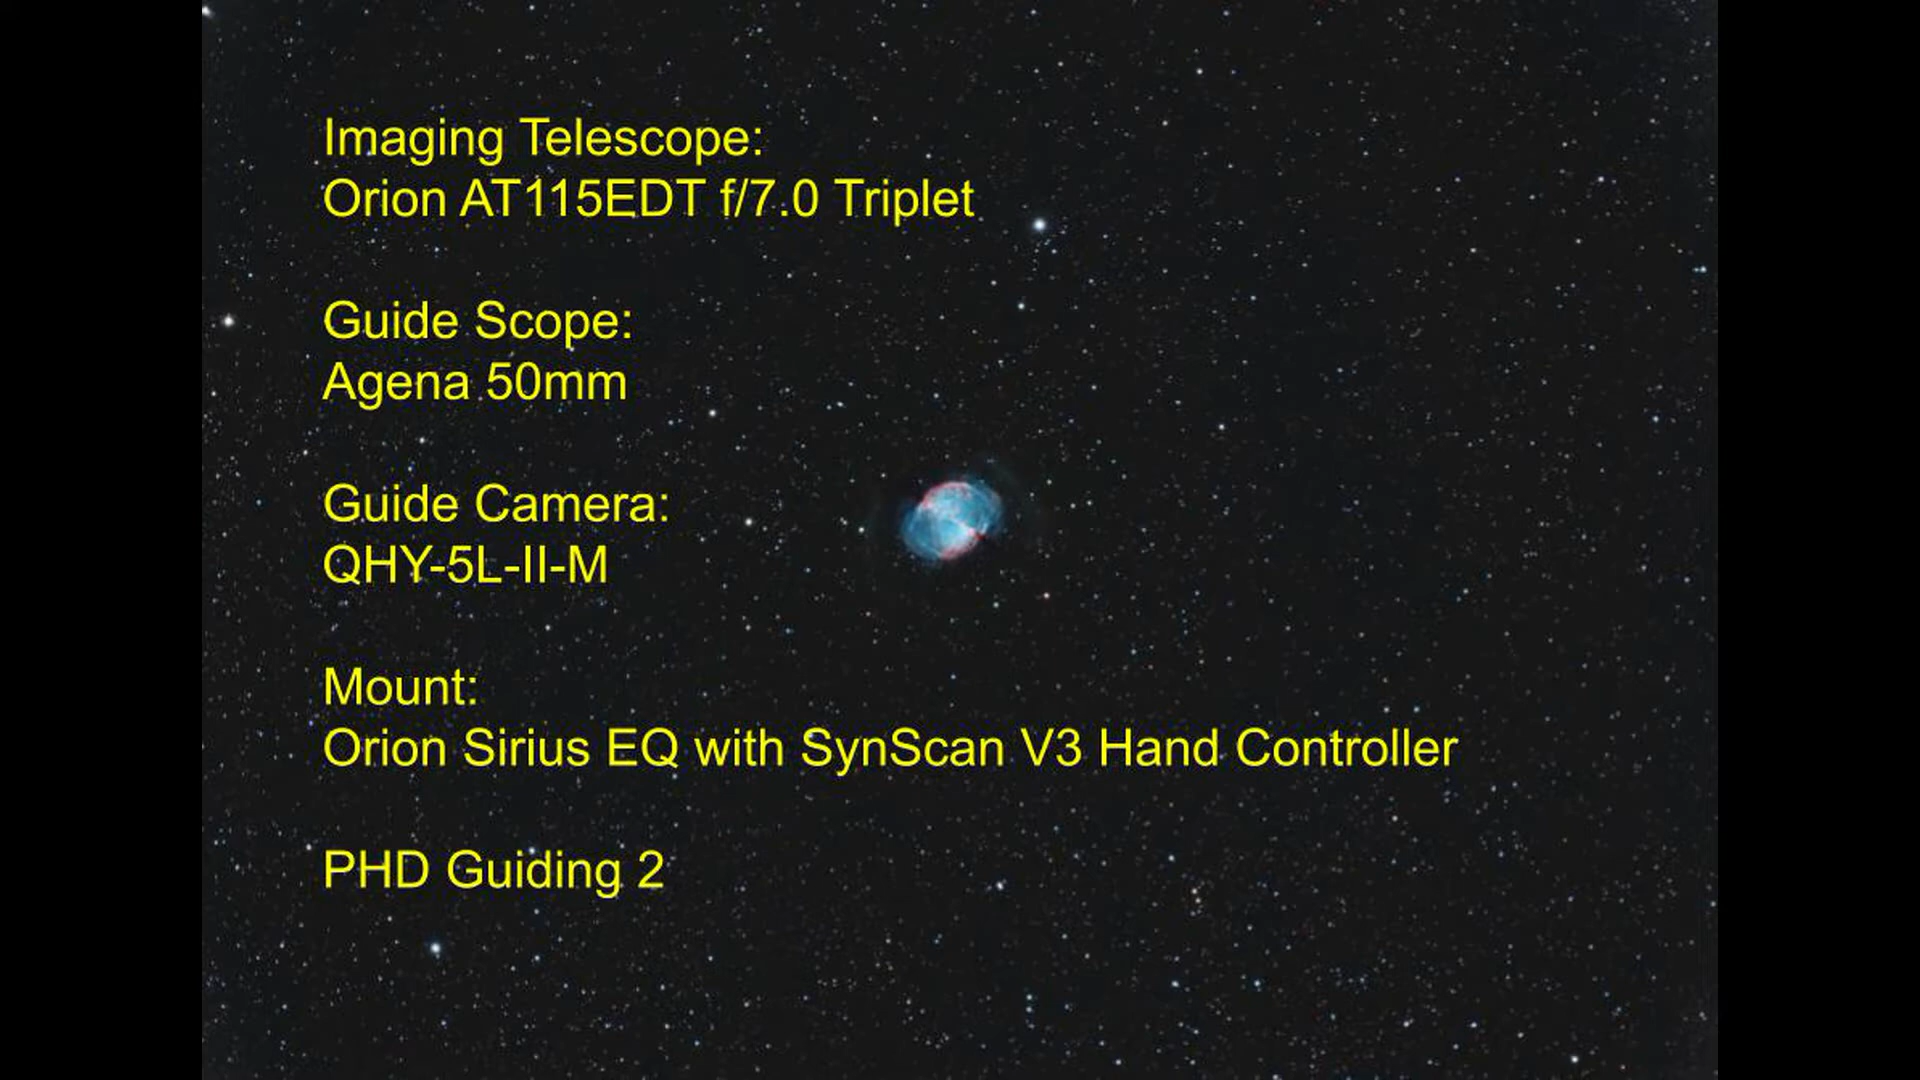 Imaging Telescope:
Orion AT115EDT f/7.0 Triplet
Guide Scope:
Agena 50mm
Guide Camera:
QHY-5L-II-M
Mount:
Orion Sirius EQ with SynScan V3 Hand Controller
PHD Guiding 2